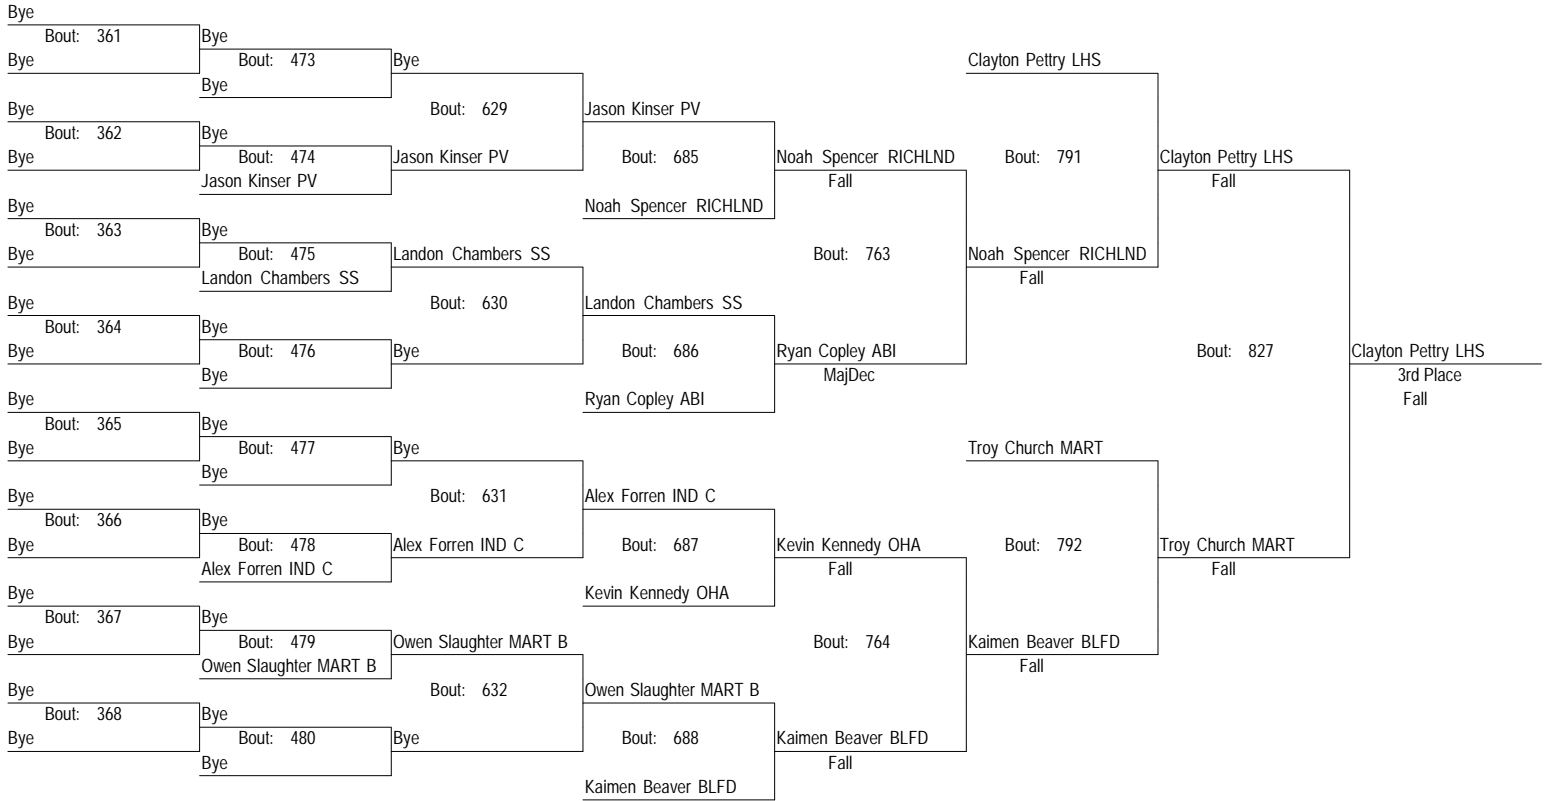 Bye
Bout: 361
Bye
Bye
Bout: 473
Bye
Bye
Clayton Pettry LHS
Bye
Bout: 629
Jason Kinser PV
Bout: 362
Bye
Bye
Bout: 474
Jason Kinser PV
Bout: 685
Noah Spencer RICHLND
Bout: 791
Clayton Pettry LHS
Jason Kinser PV
Fall
Fall
Bye
Noah Spencer RICHLND
Bout: 363
Bye
Bye
Bout: 475
Landon Chambers SS
Bout: 763
Noah Spencer RICHLND
Landon Chambers SS
Fall
Bye
Bout: 630
Landon Chambers SS
Bout: 364
Bye
Bye
Bout: 476
Bye
Bout: 686
Ryan Copley ABI
Bout: 827
Clayton Pettry LHS
Bye
MajDec
3rd Place
Bye
Ryan Copley ABI
Fall
Bout: 365
Bye
Bye
Bout: 477
Bye
Troy Church MART
Bye
Bye
Bout: 631
Alex Forren IND C
Bout: 366
Bye
Bye
Bout: 478
Alex Forren IND C
Bout: 687
Kevin Kennedy OHA
Bout: 792
Troy Church MART
Alex Forren IND C
Fall
Fall
Bye
Kevin Kennedy OHA
Bout: 367
Bye
Bye
Bout: 479
Owen Slaughter MART B
Bout: 764
Kaimen Beaver BLFD
Owen Slaughter MART B
Fall
Bye
Bout: 632
Owen Slaughter MART B
Bout: 368
Bye
Bye
Bout: 480
Bye
Bout: 688
Kaimen Beaver BLFD
Bye
Fall
Kaimen Beaver BLFD